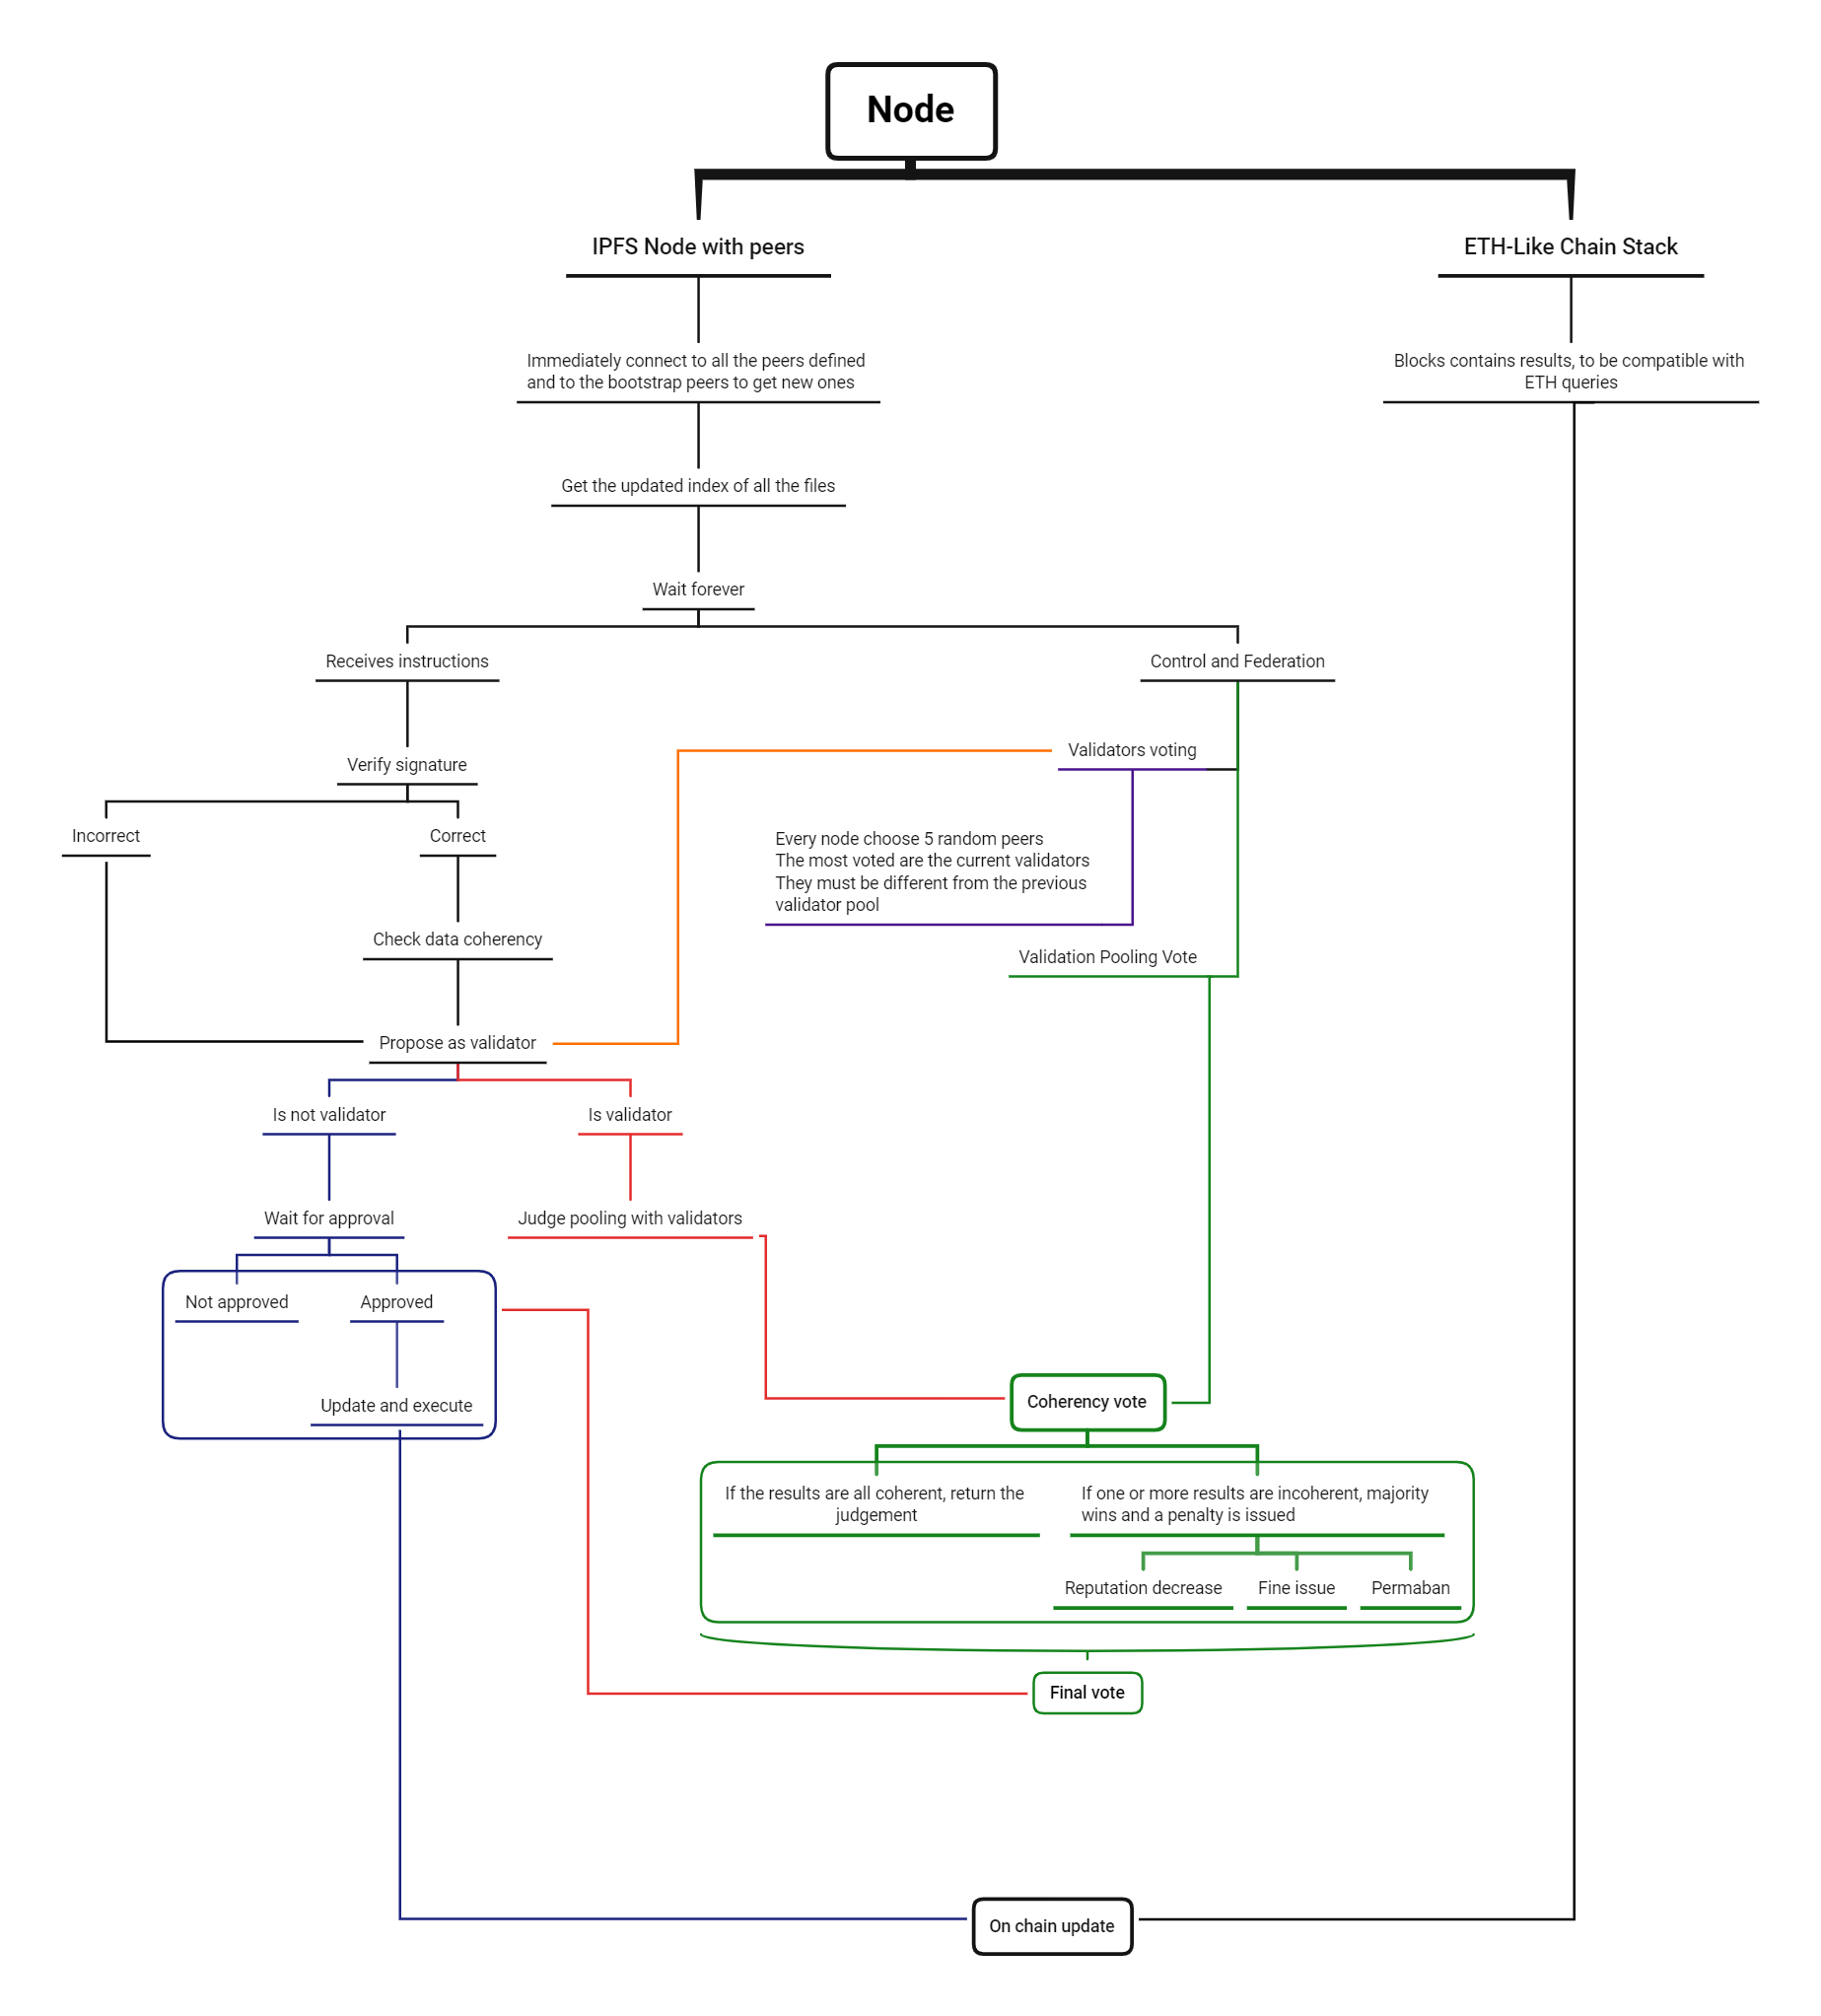 Node
IPFS Node with peers
ETH-Like Chain Stack
Immediately connect to all the peers defined
and to the bootstrap peers to get new ones
Blocks contains results, to be compatible with
ETH queries
Get the updated index of all the files
Wait forever
Receives instructions
Control and Federation
Validators voting
Verify signature
Incorrect
Correct
Every node choose 5 random peers
The most voted are the current validators
They must be different from the previous
validator pool
Check data coherency
Validation Pooling Vote
Propose as validator
Is not validator
Is validator
Wait for approval
Judge pooling with validators
Not approved
Approved
Update and execute
Coherency vote
If the results are all coherent, return the
judgement
If one or more results are incoherent, majority
wins and a penalty is issued
Reputation decrease
Fine issue
Permaban
Final vote
On chain update